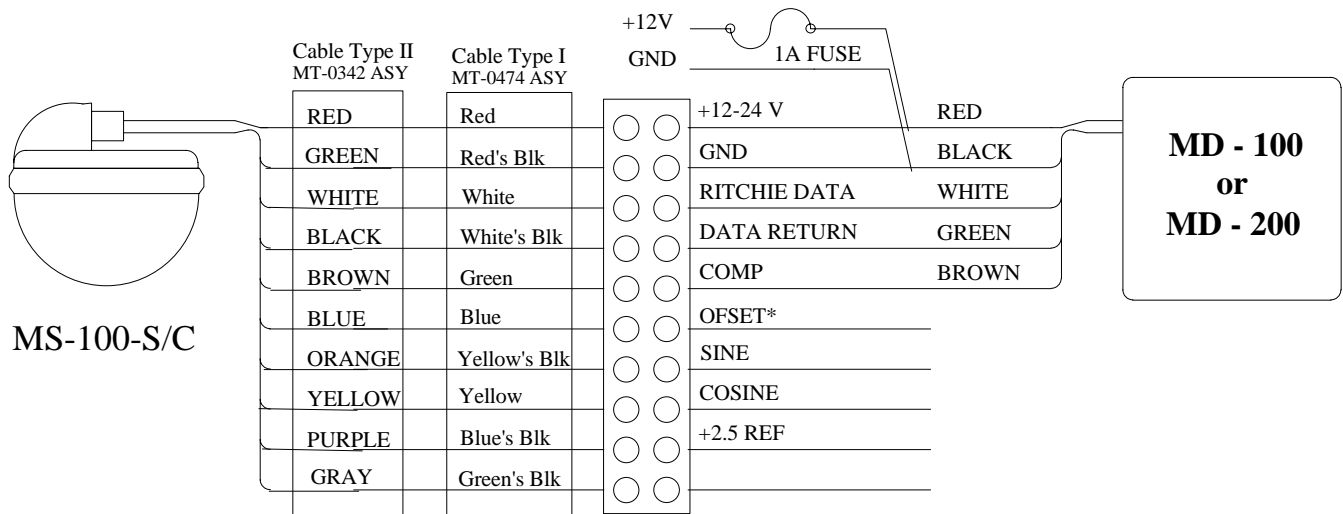 +12V
GND
1A FUSE
Cable Type II
MT-0342 ASY
Cable Type I
MT-0474 ASY
RED Red +12-24 V RED
GREEN Red's Blk GND BLACK
WHITE White RITCHIE DATA WHITE
BLACK White's Blk DATA RETURN GREEN
BROWN Green COMP BROWN
BLUE Blue OFSET*
ORANGE Yellow's Blk SINE
YELLOW Yellow COSINE
PURPLE Blue's Blk +2.5 REF
GRAY Green's Blk
MS-100-S/C
MD - 100
or
MD - 200